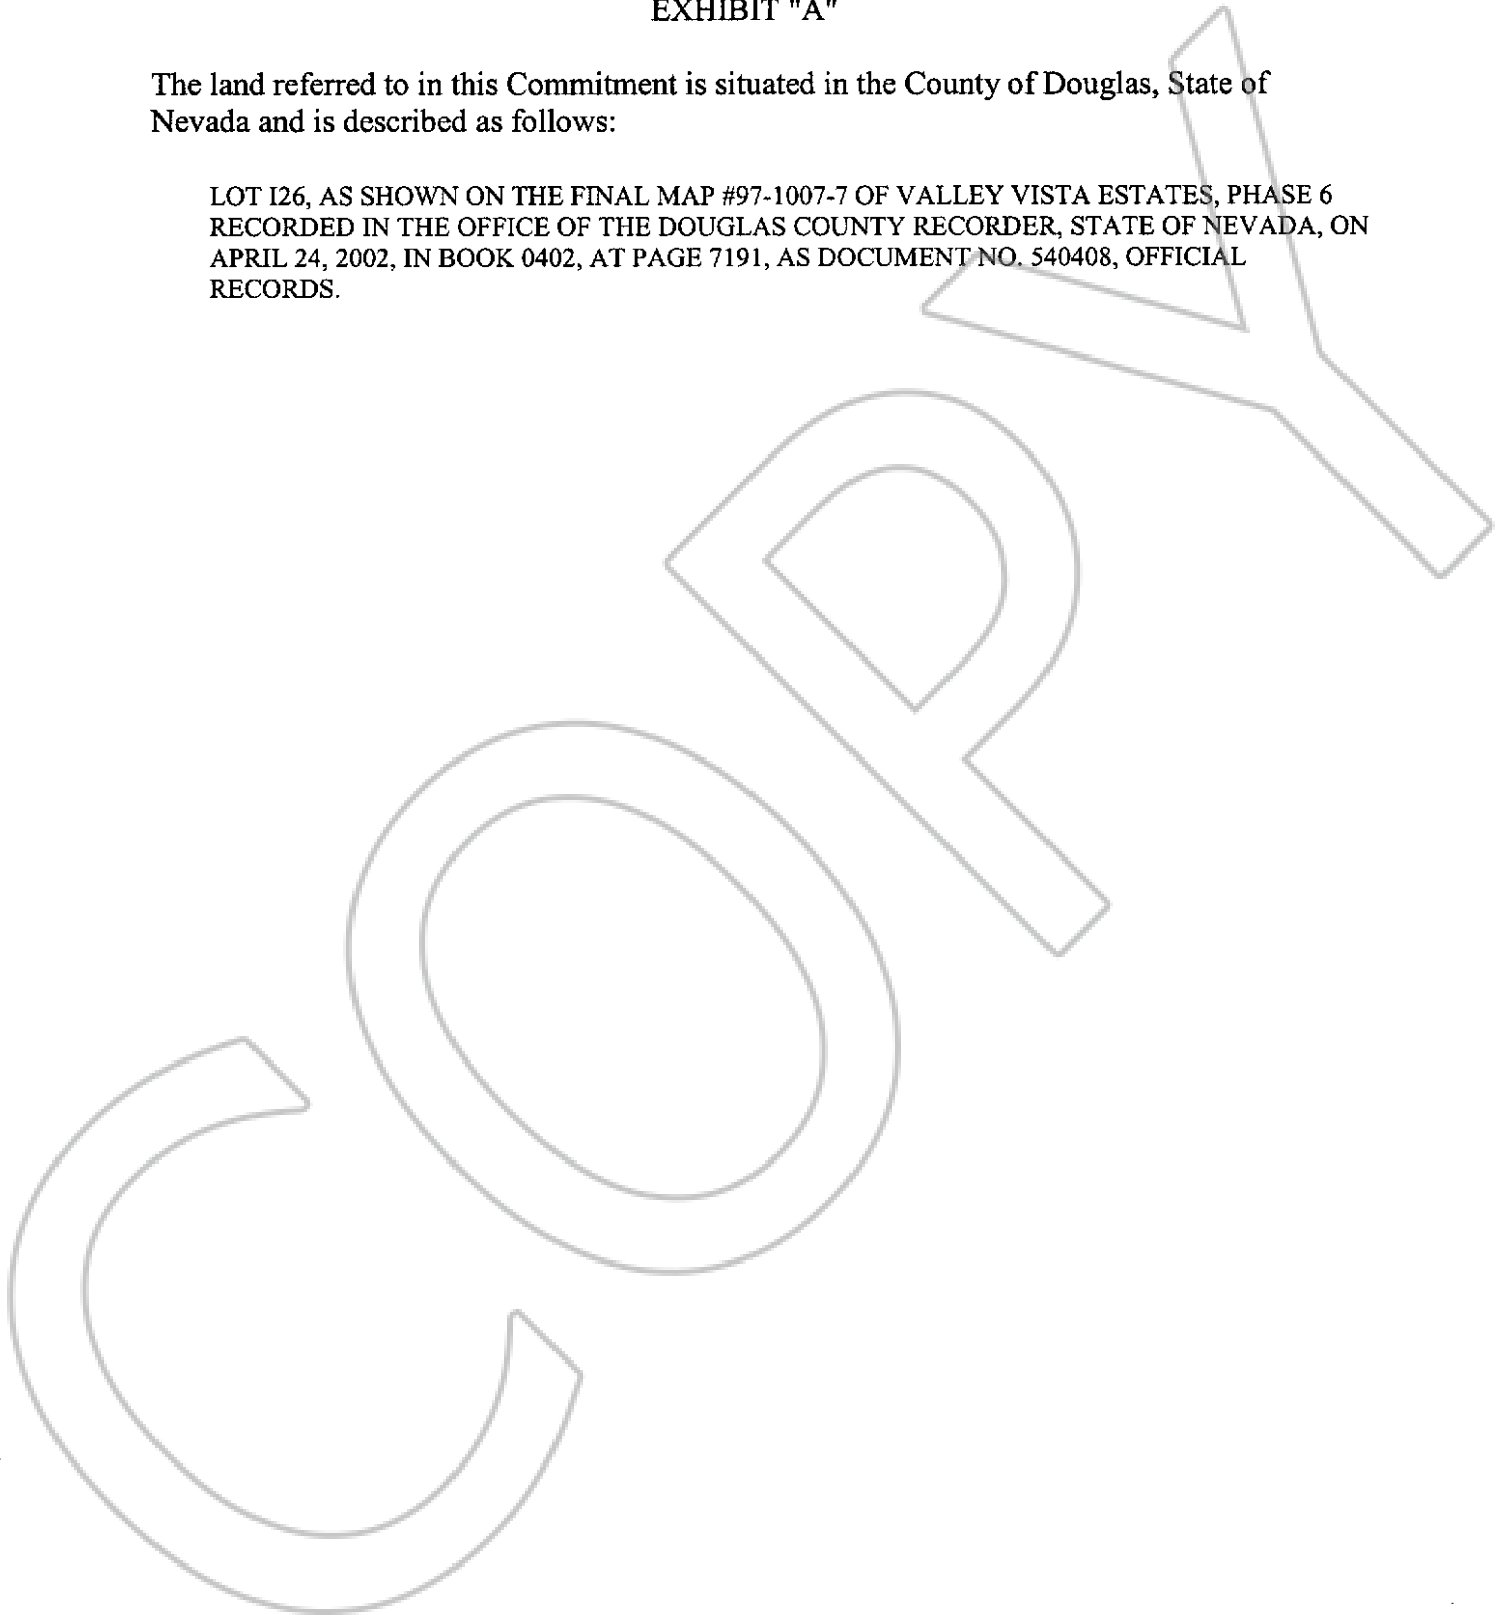 EXHIBIT "A"
The land referred to in this Commitment is situated in the County of Douglas, State of
Nevada and is described as follows:
LOT I26, AS SHOWN ON THE FINAL MAP #97-1007-7 OF VALLEY VISTA ESTATES, PHASE 6
RECORDED IN THE OFFICE OF THE DOUGLAS COUNTY RECORDER, STATE OF NEVADA, ON
APRIL 24, 2002, IN BOOK 0402, AT PAGE 7191, AS DOCUMENT NO. 540408, OFFICIAL
RECORDS.
COPY